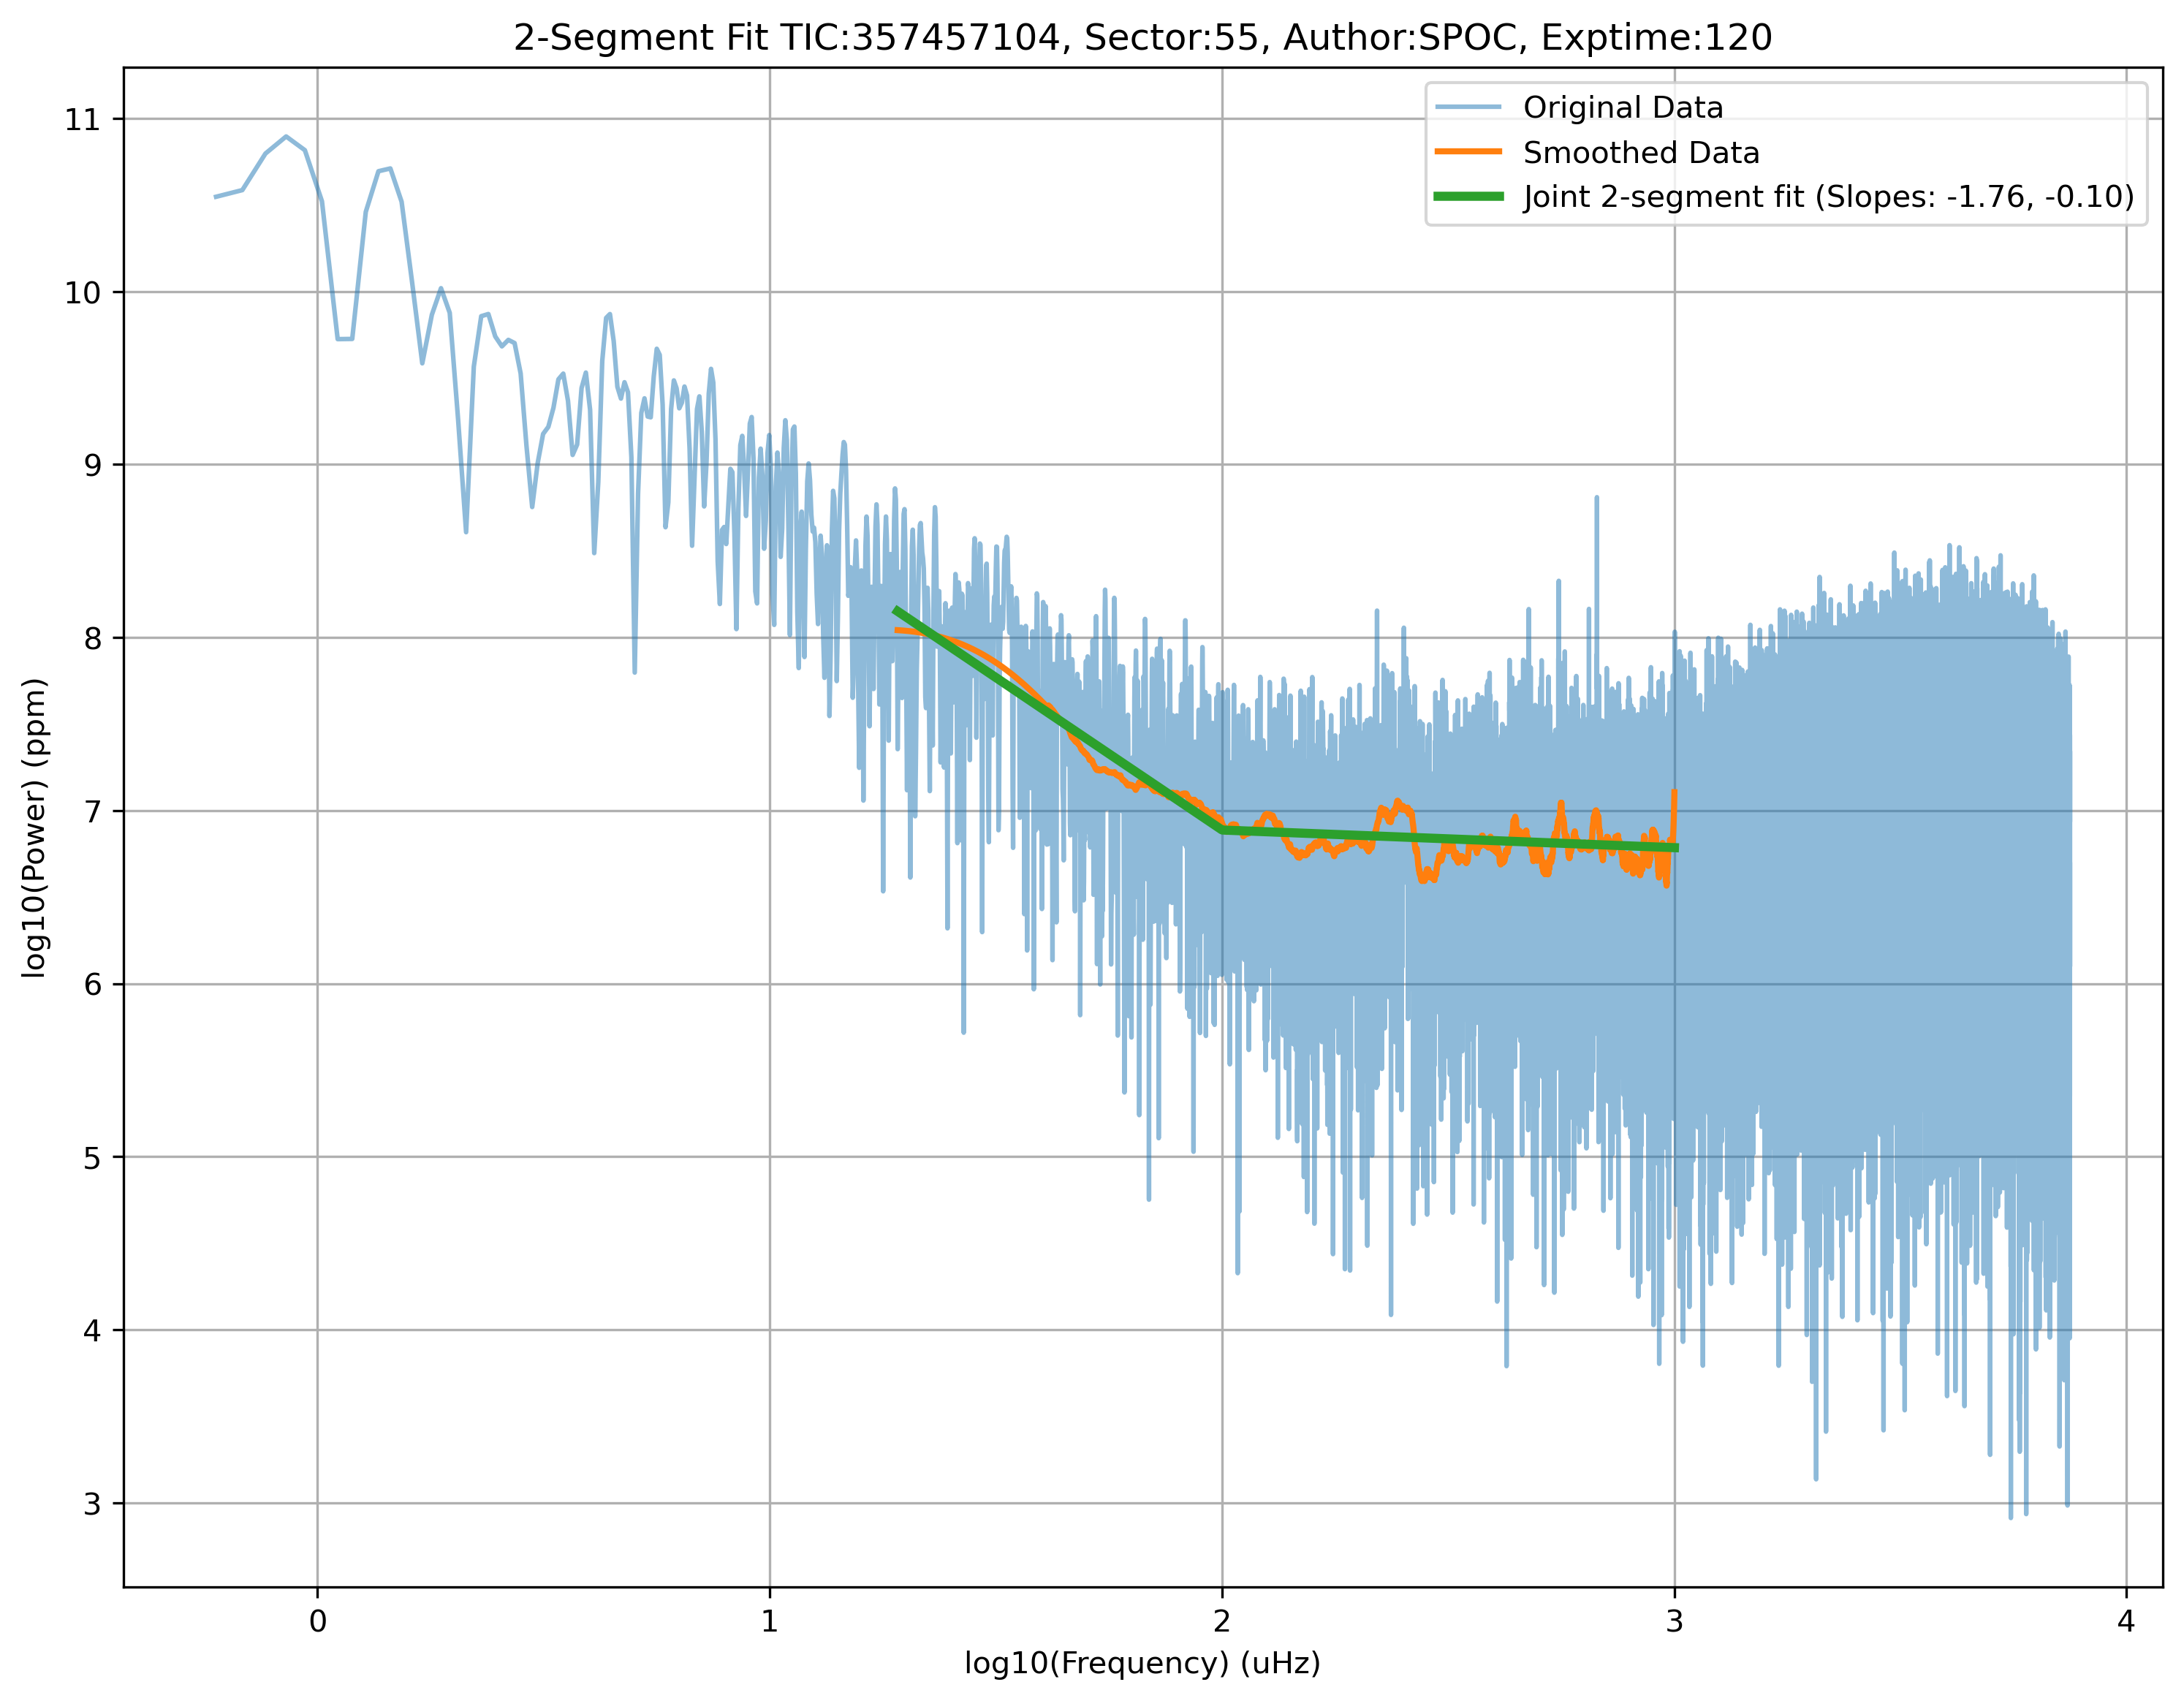 2-Segment Fit TIC:357457104, Sector:55, Author:SPOC, Exptime:120
Original Data
Smoothed Data
Joint 2-segment fit (Slopes: -1.76, -0.10)
log10(Power) (ppm)
11
10
9
8
7
6
5
4
3
0 1 2 3 4
log10(Frequency) (uHz)